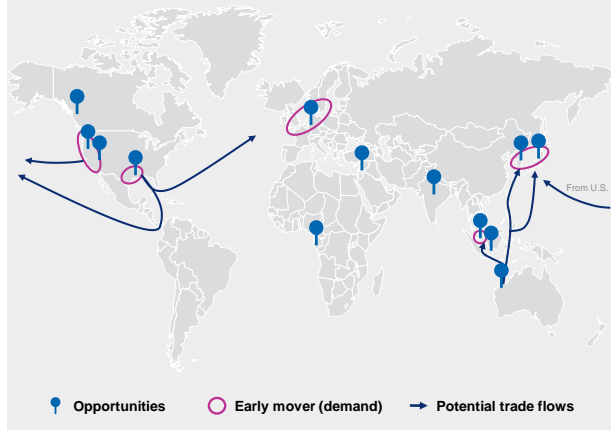 From U.S.
Opportunities
Early mover (demand)
Potential trade flows